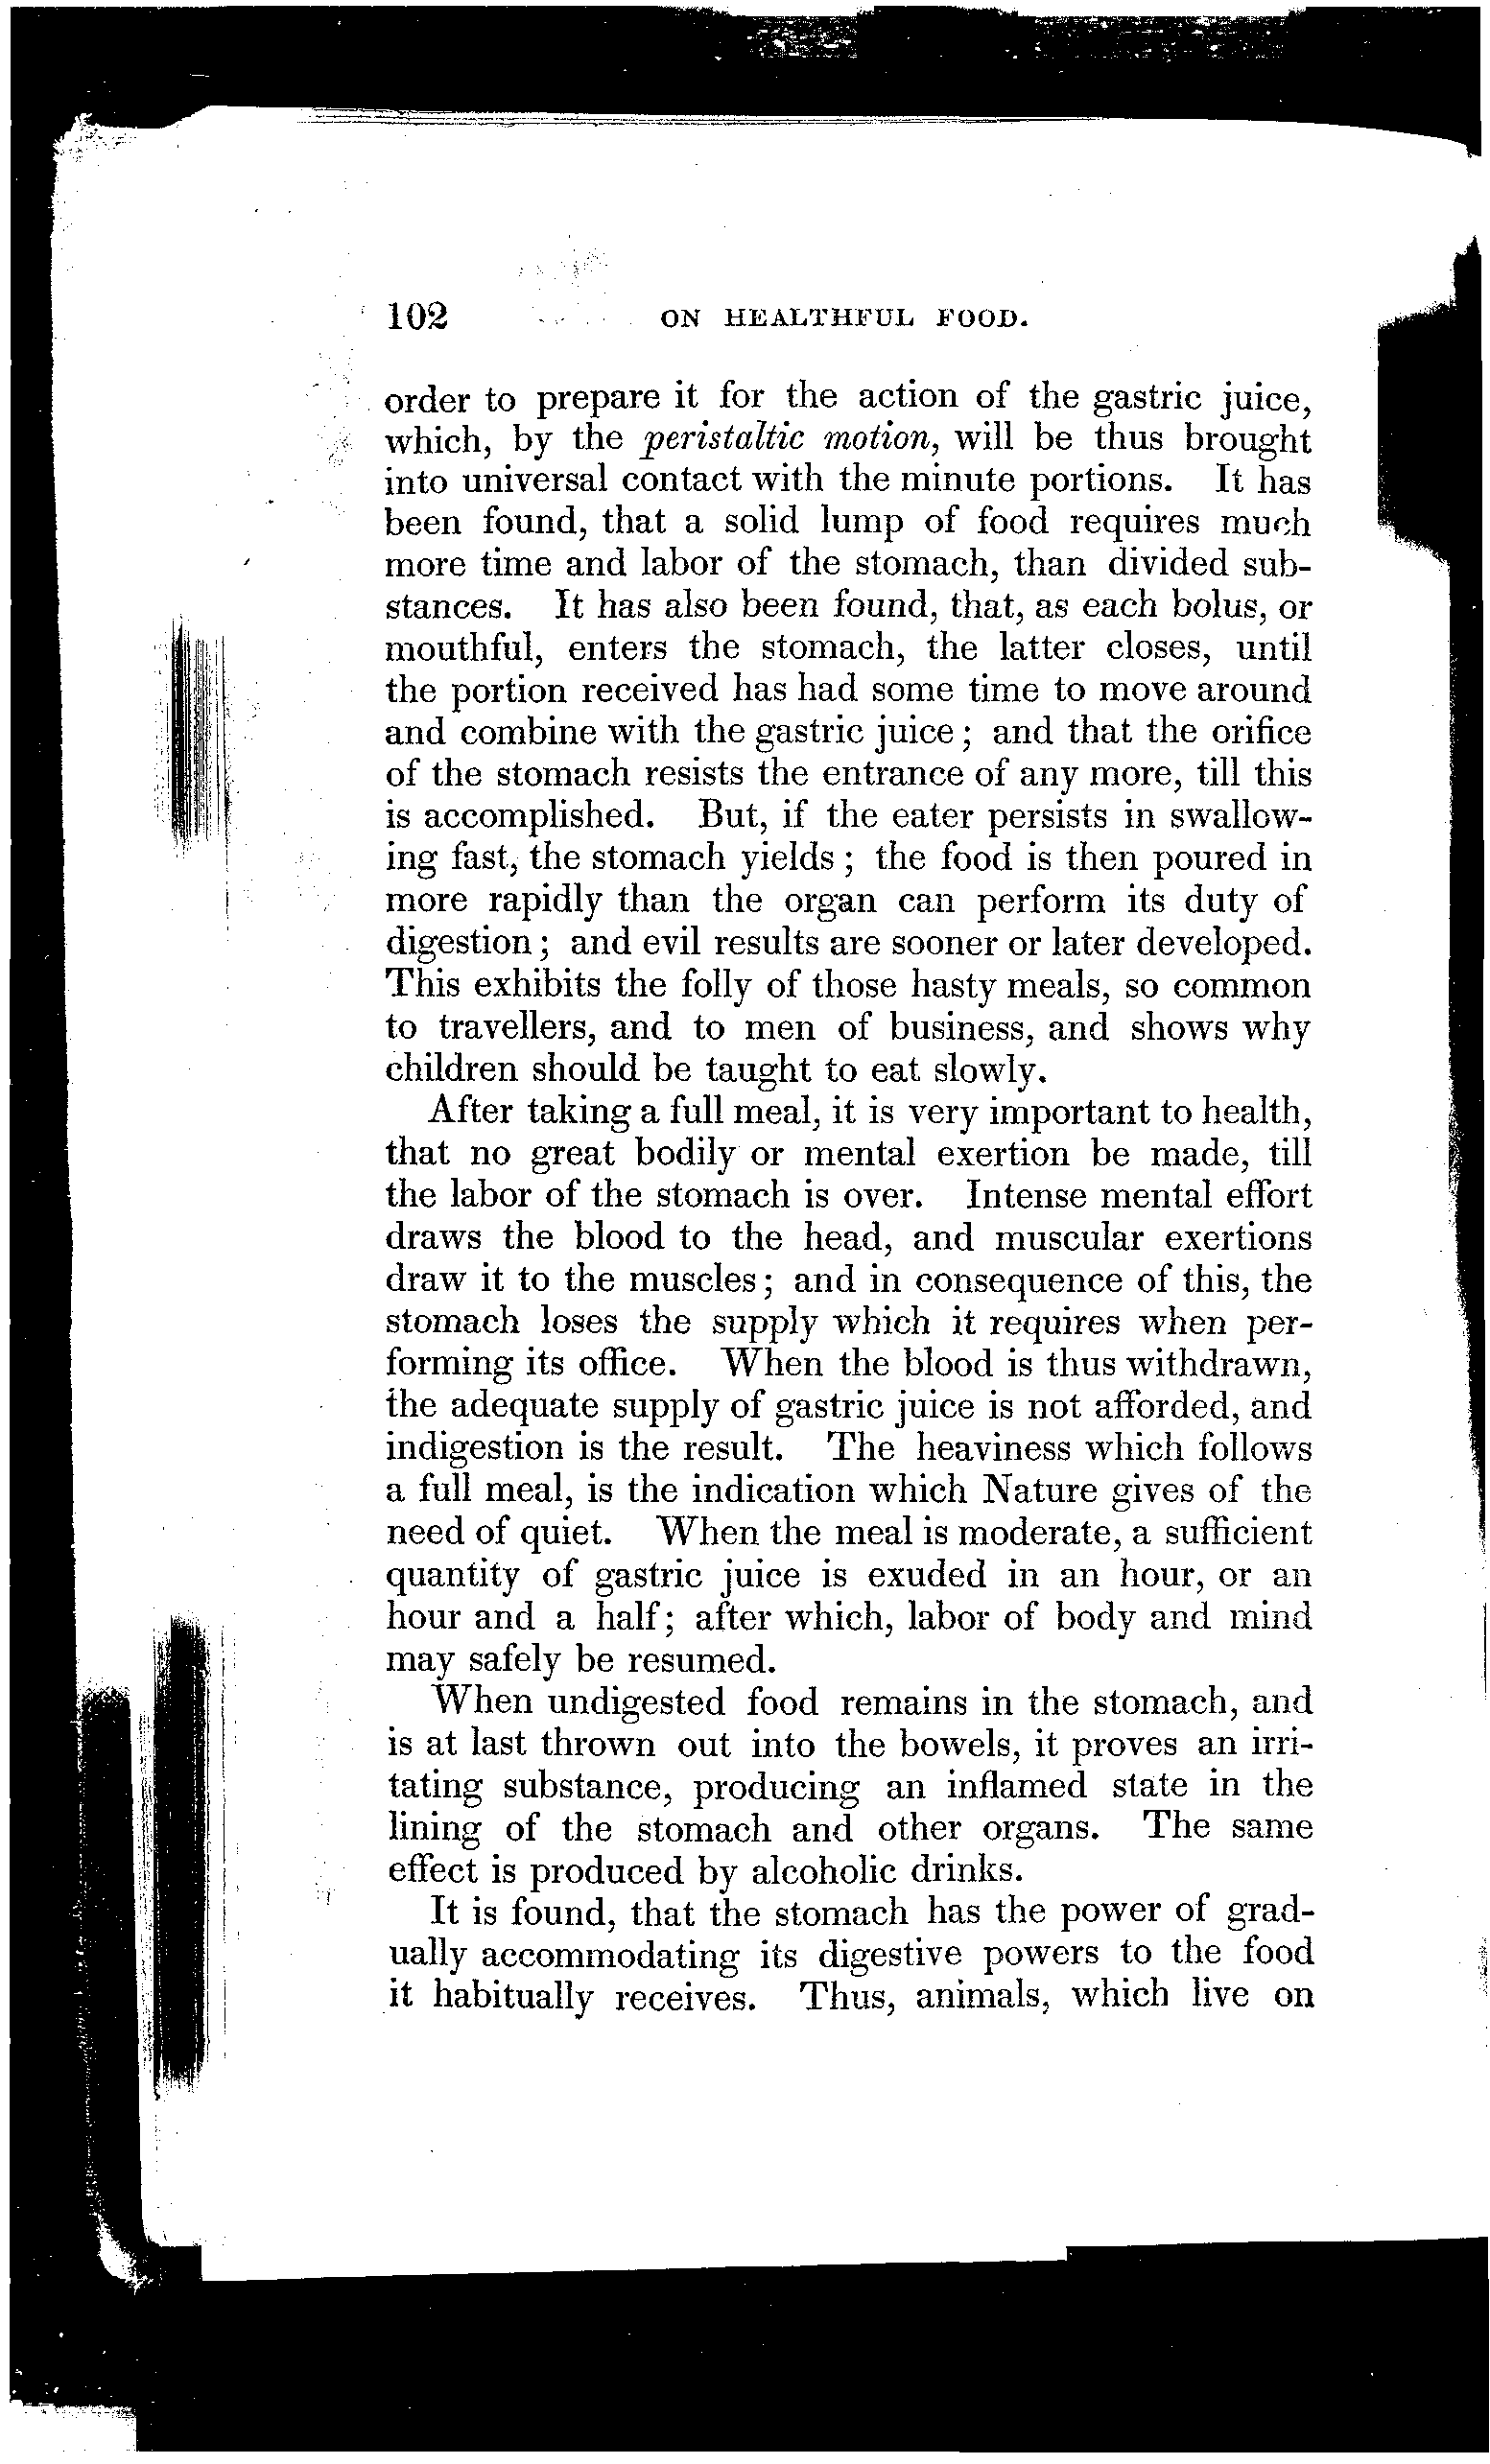 102 ON HEALTHFUL FOOD.
order to prepare it for the action of the gastric juice,
which, by the peristaltic motion, will be thus brought
into universal contact with the minute portions. It has
been found, that a solid lump of food requires much
more time and labor of the stomach, than divided sub-
stances. It has also been found, that, as each bolus, or
mouthful, enters the stomach, the latter closes, until
the portion received has had some time to move around
and combine with the gastric juice; and that the orifice
of the stomach resists the entrance of any more, till this
is accomplished. But, if the eater persists in swallow-
ing fast, the stomach yields; the food is then poured in
more rapidly than the organ can perform its duty of
digestion; and evil results are sooner or later developed.
This exhibits the folly of those hasty meals, so common
to travellers, and to men of business, and shows why
children should be taught to eat slowly.
After taking a full meal, it is very important to health,
that no great bodily or mental exertion be made, till
the labor of the stomach is over. Intense mental effort
draws the blood to the head, and muscular exertions
draw it to the muscles; and in consequence of this, the
stomach loses the supply which it requires when per-
forming its office. When the blood is thus withdrawn,
the adequate supply of gastric juice is not afforded, and
indigestion is the result. The heaviness which follows
a full meal, is the indication which Nature gives of the
need of quiet. When the meal is moderate, a sufficient
quantity of gastric juice is exuded in an hour, or an
hour and a half; after which, labor of body and mind
may safely be resumed.
When undigested food remains in the stomach, and
is at last thrown out into the bowels, it proves an irri-
tating substance, producing an inflamed state in the
lining of the stomach and other organs. The same
effect is produced by alcoholic drinks.
It is found, that the stomach has the power of grad-
ually accommodating its digestive powers to the food
it habitually receives. Thus, animals, which live on